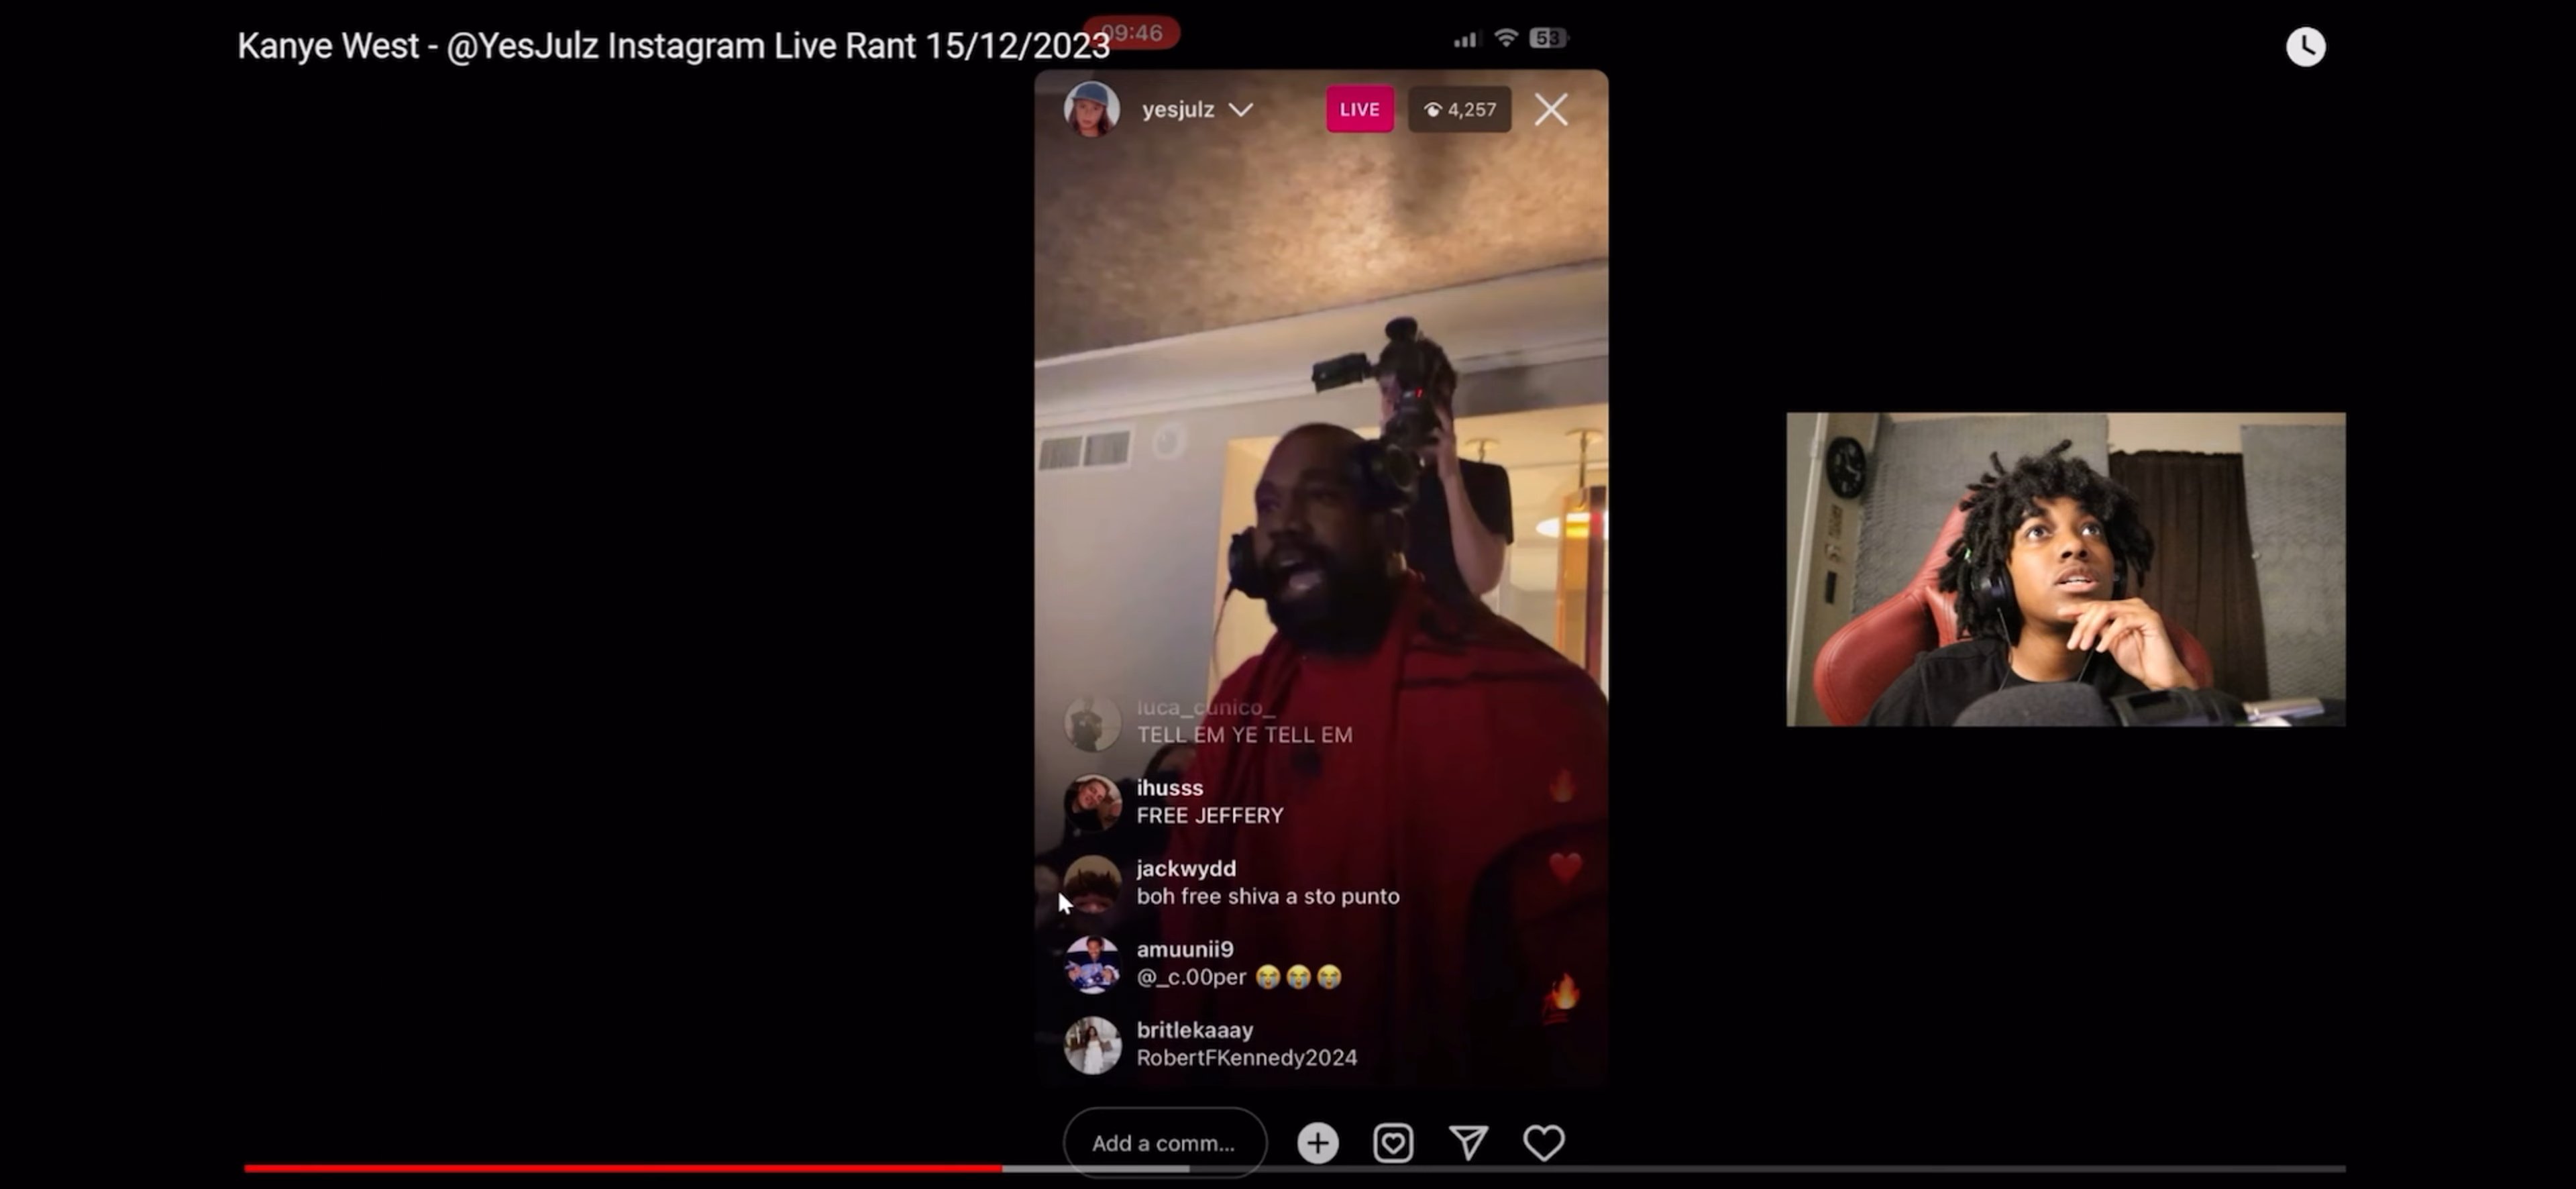 Kanye West - @YesJulz Instagram Live Rant 15/12/2023
09:46
53
yesjulz
LIVE
4,257
luca_cunico_
TELL EM YE TELL EM
ihusss
FREE JEFFERY
jackwydd
boh free shiva a sto punto
amuunii9
@_c.00per 😭😭😭
britlekaaay
RobertFKennedy2024
Add a comm...